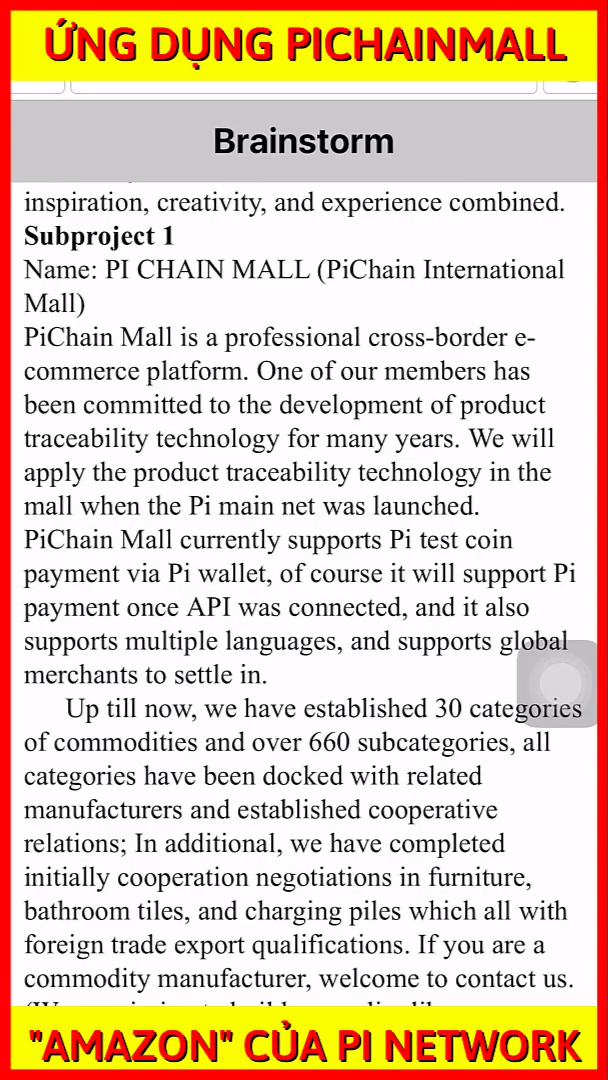 ỨNG DỤNG PICHAINMALL
Brainstorm
inspiration, creativity, and experience combined.
Subproject 1
Name: PI CHAIN MALL (PiChain International
Mall)
PiChain Mall is a professional cross-border e-
commerce platform. One of our members has
been committed to the development of product
traceability technology for many years. We will
apply the product traceability technology in the
mall when the Pi main net was launched.
PiChain Mall currently supports Pi test coin
payment via Pi wallet, of course it will support Pi
payment once API was connected, and it also
supports multiple languages, and supports global
merchants to settle in.
Up till now, we have established 30 categories
of commodities and over 660 subcategories, all
categories have been docked with related
manufacturers and established cooperative
relations; In additional, we have completed
initially cooperation negotiations in furniture,
bathroom tiles, and charging piles which all with
foreign trade export qualifications. If you are a
commodity manufacturer, welcome to contact us.
"AMAZON" CỦA PI NETWORK